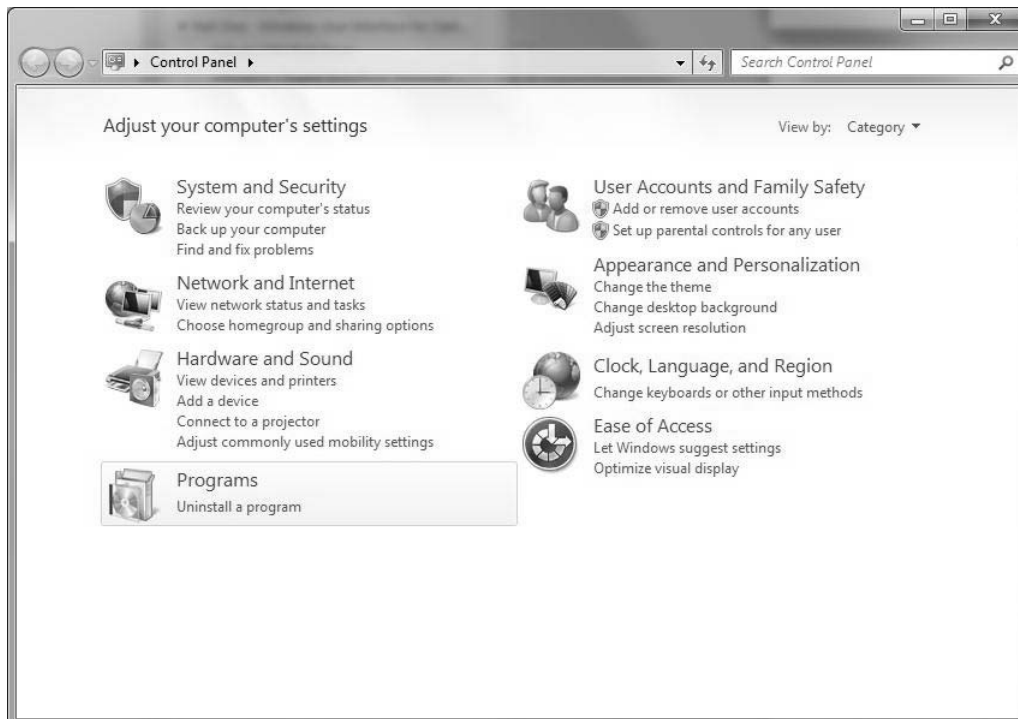 Control Panel
Search Control Panel
Adjust your computer's settings
View by: Category
System and Security
Review your computer's status
Back up your computer
Find and fix problems
Network and Internet
View network status and tasks
Choose homegroup and sharing options
Hardware and Sound
View devices and printers
Add a device
Connect to a projector
Adjust commonly used mobility settings
Programs
Uninstall a program
User Accounts and Family Safety
Add or remove user accounts
Set up parental controls for any user
Appearance and Personalization
Change the theme
Change desktop background
Adjust screen resolution
Clock, Language, and Region
Change keyboards or other input methods
Ease of Access
Let Windows suggest settings
Optimize visual display